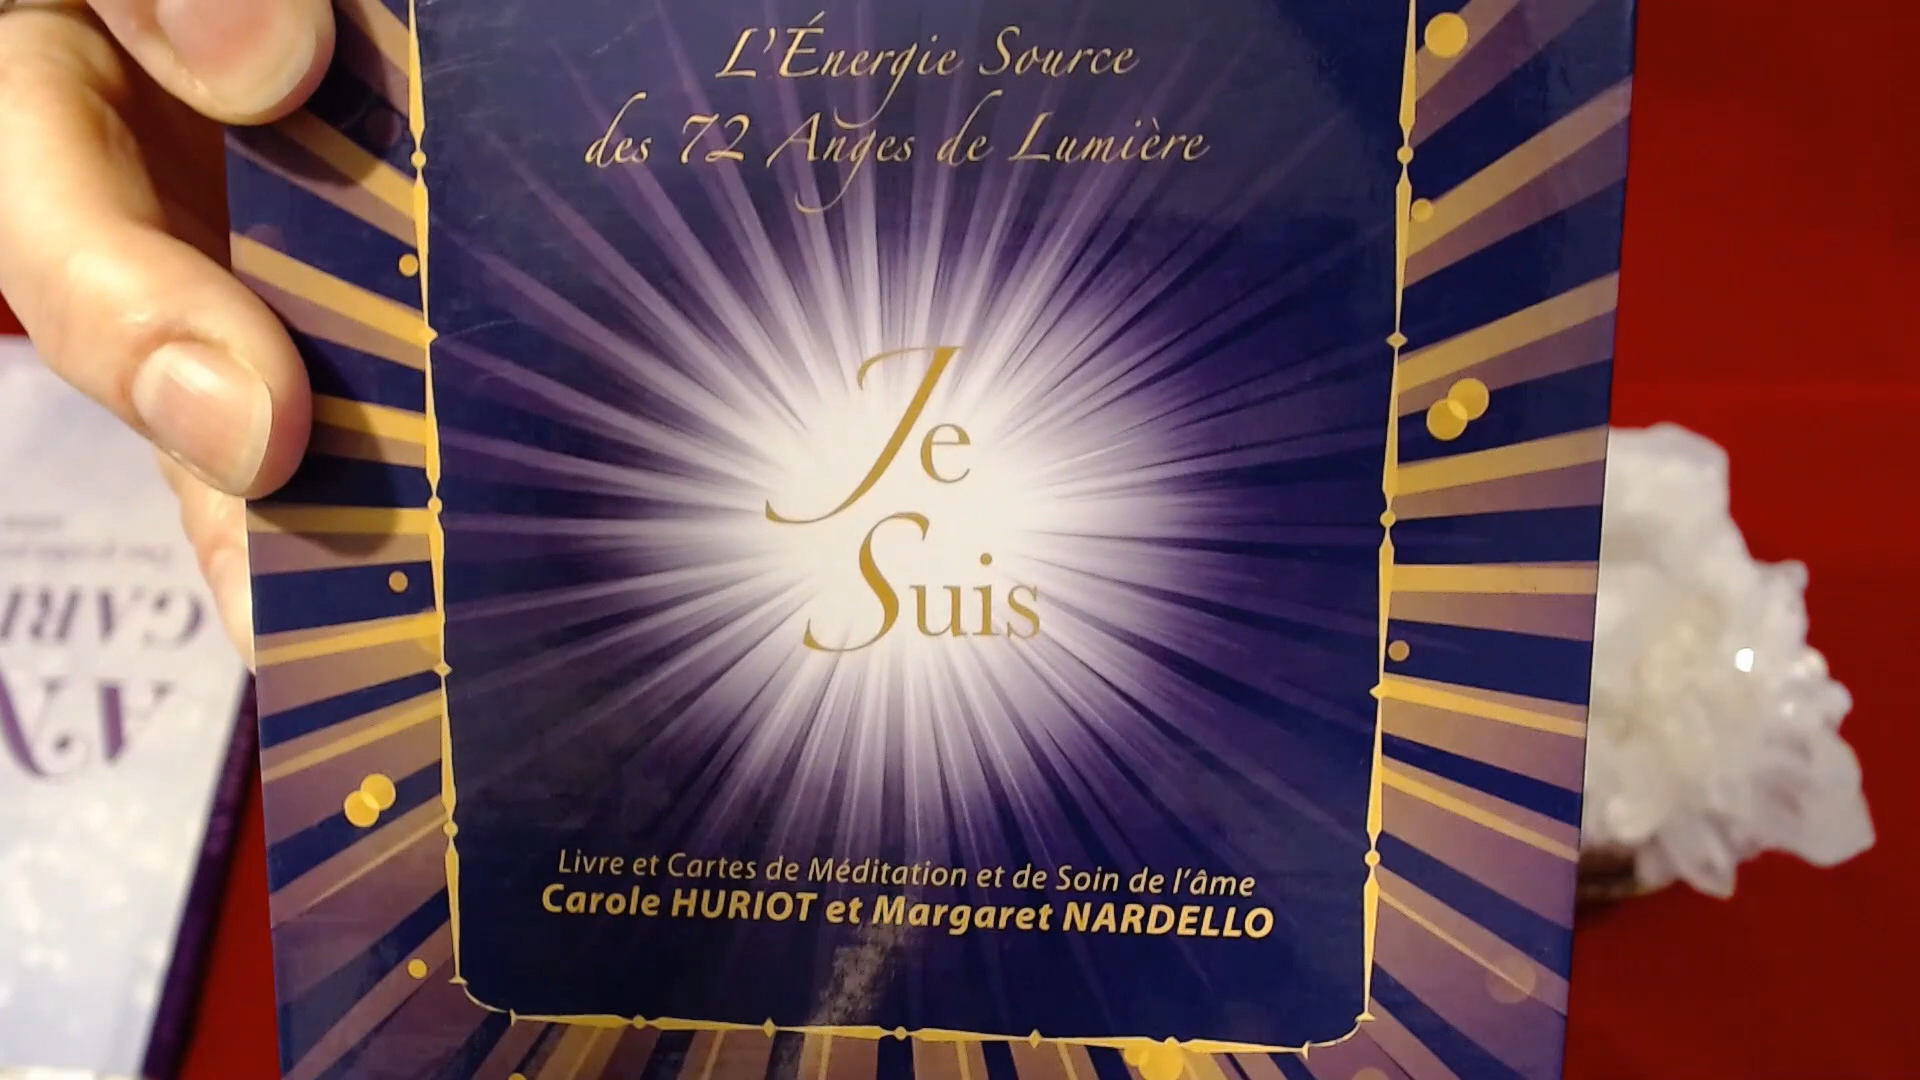 L'Énergie Source
des 72 Anges de Lumière
Je
Suis
Livre et Cartes de Méditation et de Soin de l'âme
Carole HURIOT et Margaret NARDELLO